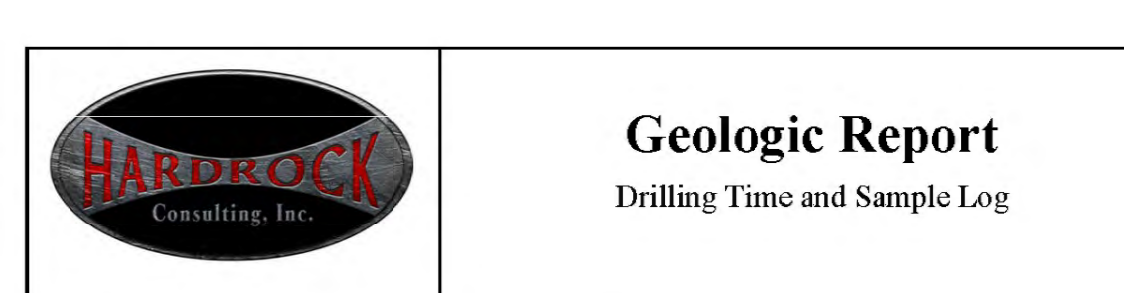 HARDROCK
Consulting, Inc.
Geologic Report
Drilling Time and Sample Log